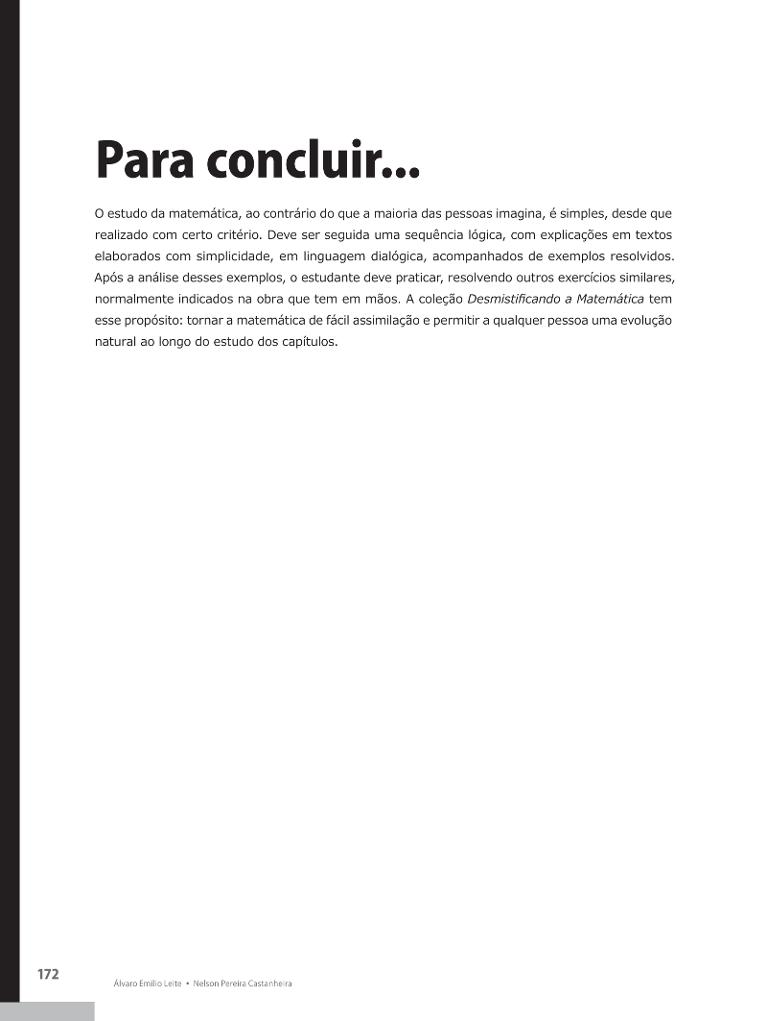 Para concluir...
O estudo da matemática, ao contrário do que a maioria das pessoas imagina, é simples, desde que
realizado com certo critério. Deve ser seguida uma sequência lógica, com explicações em textos
elaborados com simplicidade, em linguagem dialógica, acompanhados de exemplos resolvidos.
Após a análise desses exemplos, o estudante deve praticar, resolvendo outros exercícios similares,
normalmente indicados na obra que tem em mãos. A coleção Desmistificando a Matemática tem
esse propósito: tornar a matemática de fácil assimilação e permitir a qualquer pessoa uma evolução
natural ao longo do estudo dos capítulos.
172
Álvaro Emílio Leite • Nelson Pereira Castanheira